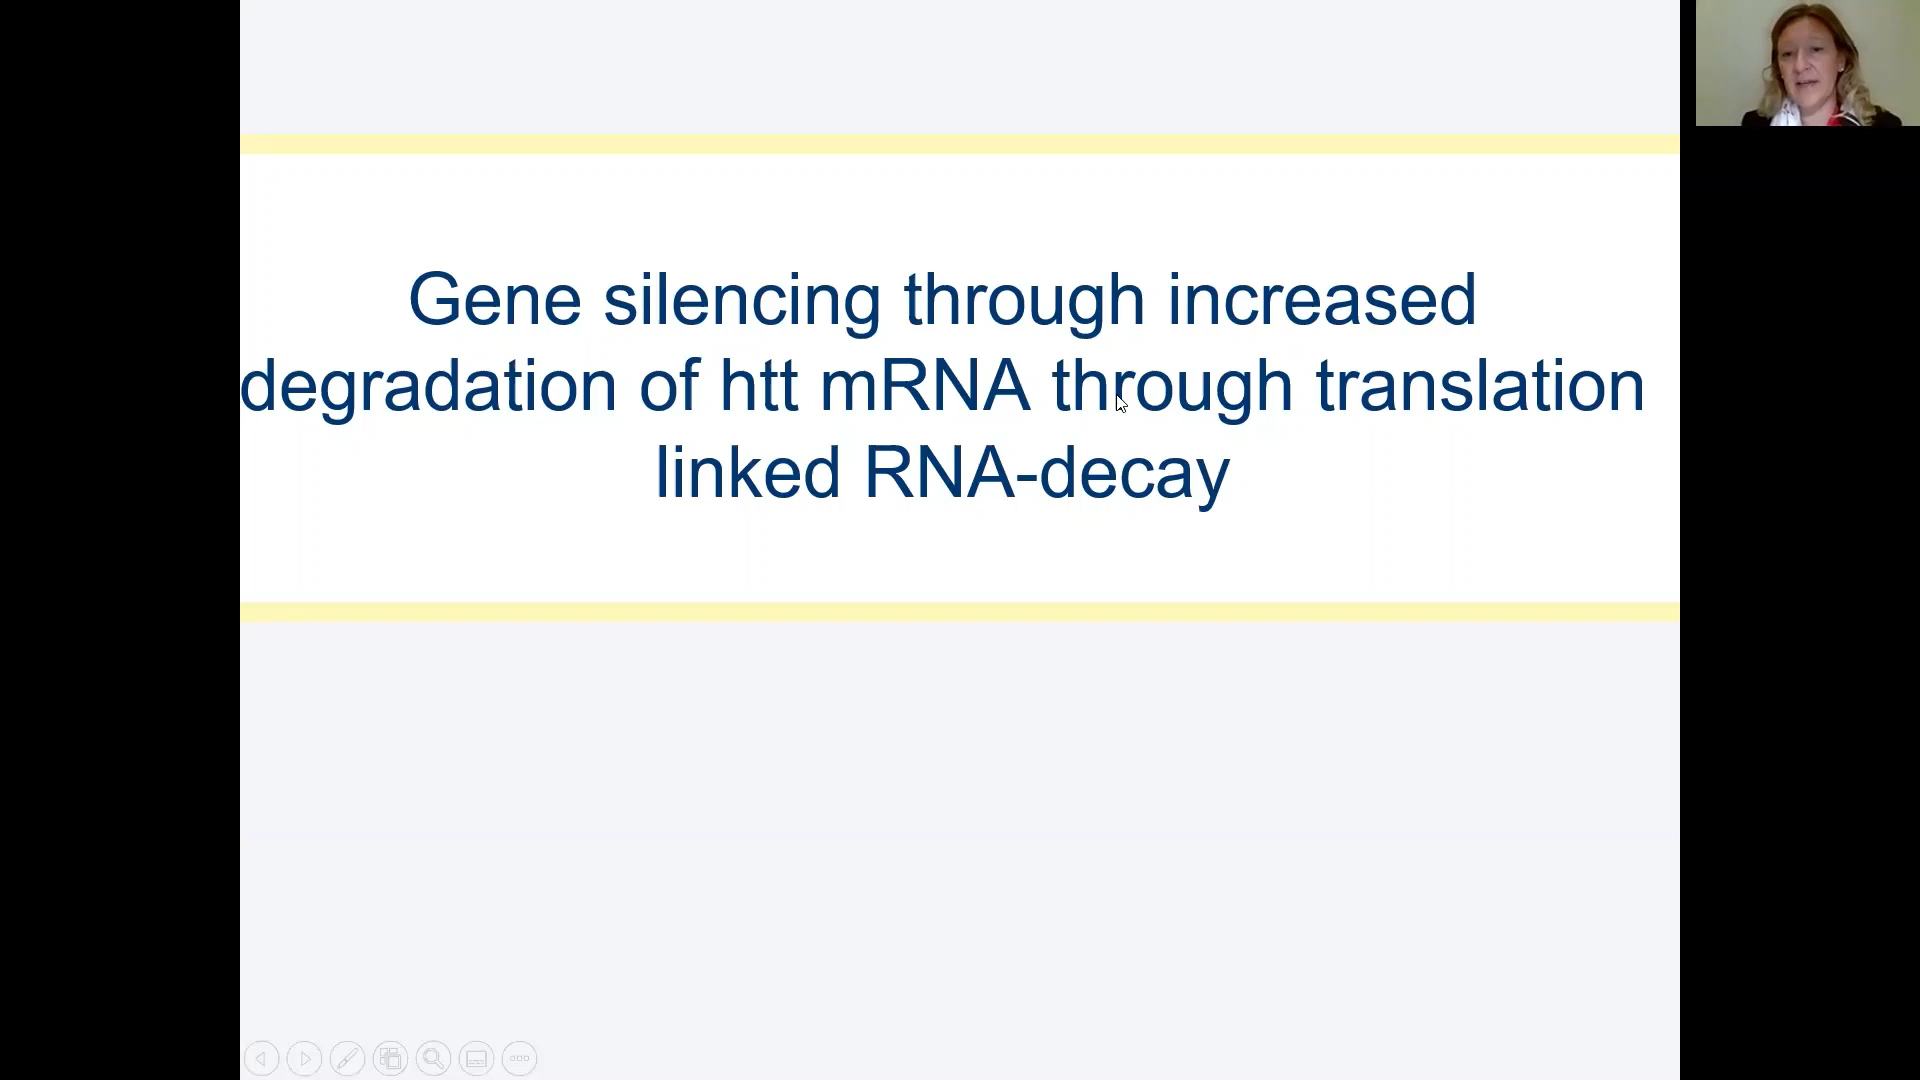 Gene silencing through increased
degradation of htt mRNA through translation
linked RNA-decay